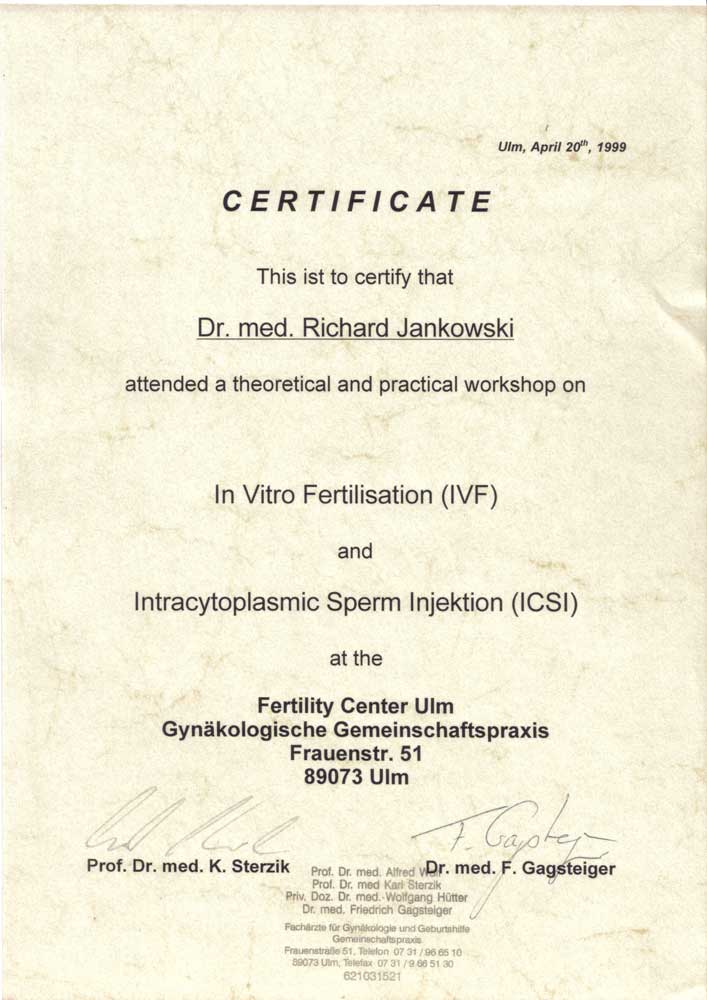 Ulm, April 20th, 1999
CERTIFICATE
This ist to certify that
Dr. med. Richard Jankowski
attended a theoretical and practical workshop on
In Vitro Fertilisation (IVF)
and
Intracytoplasmic Sperm Injektion (ICSI)
at the
Fertility Center Ulm
Gynäkologische Gemeinschaftspraxis
Frauenstr. 51
89073 Ulm
F. Gagsteiger
Prof. Dr. med. K. Sterzik
Dr. med. F. Gagsteiger
Prof. Dr. med. Alfred
Prof. Dr. med Karl Sterzik
Priv. Doz. Dr. med. Wolfgang Hütter
Dr. med. Friedrich Gagsteiger
Fachärzte für Gynäkologie und Geburtshilfe
Gemeinschaftspraxis
Frauenstraße 51, Telefon 07 31 / 96 65 10
89073 Ulm, Telefax 07 31 / 9 66 51 30
621031521